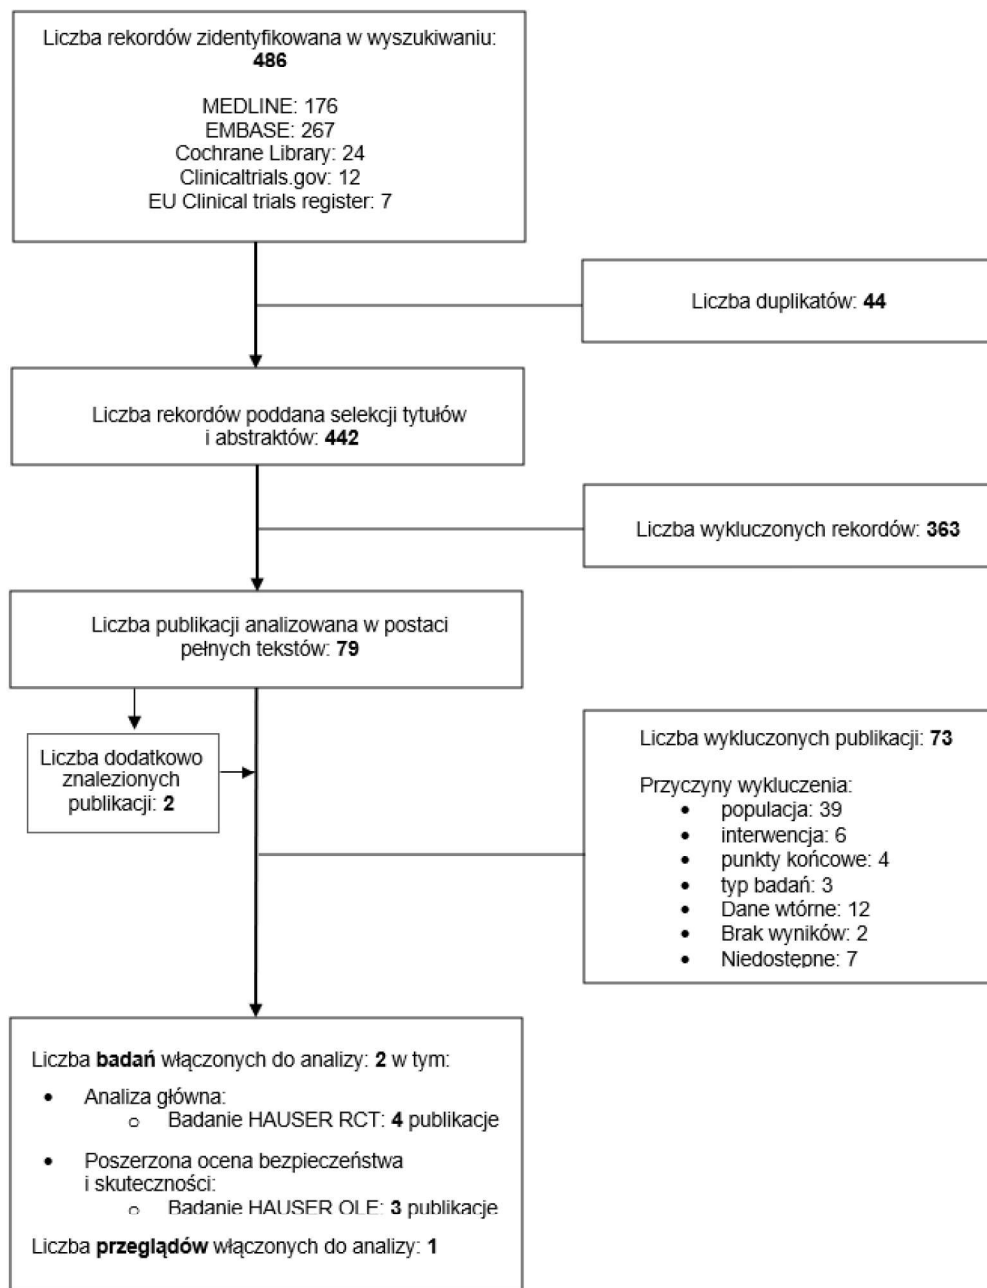 Liczba rekordów zidentyfikowana w wyszukiwaniu:
486
MEDLINE: 176
EMBASE: 267
Cochrane Library: 24
Clinicaltrials.gov: 12
EU Clinical trials register: 7
Liczba duplikatów: 44
Liczba rekordów poddana selekcji tytułów
i abstraktów: 442
Liczba wykluczonych rekordów: 363
Liczba publikacji analizowana w postaci
pełnych tekstów: 79
Liczba dodatkowo
znalezionych
publikacji: 2
Liczba wykluczonych publikacji: 73
Przyczyny wykluczenia:
• populacja: 39
• interwencja: 6
• punkty końcowe: 4
• typ badań: 3
• Dane wtórne: 12
• Brak wyników: 2
• Niedostępne: 7
Liczba badań włączonych do analizy: 2 w tym:
• Analiza główna:
o Badanie HAUSER RCT: 4 publikacje
• Poszerzona ocena bezpieczeństwa
i skuteczności:
o Badanie HAUSER OLE: 3 publikacje
Liczba przeglądów włączonych do analizy: 1